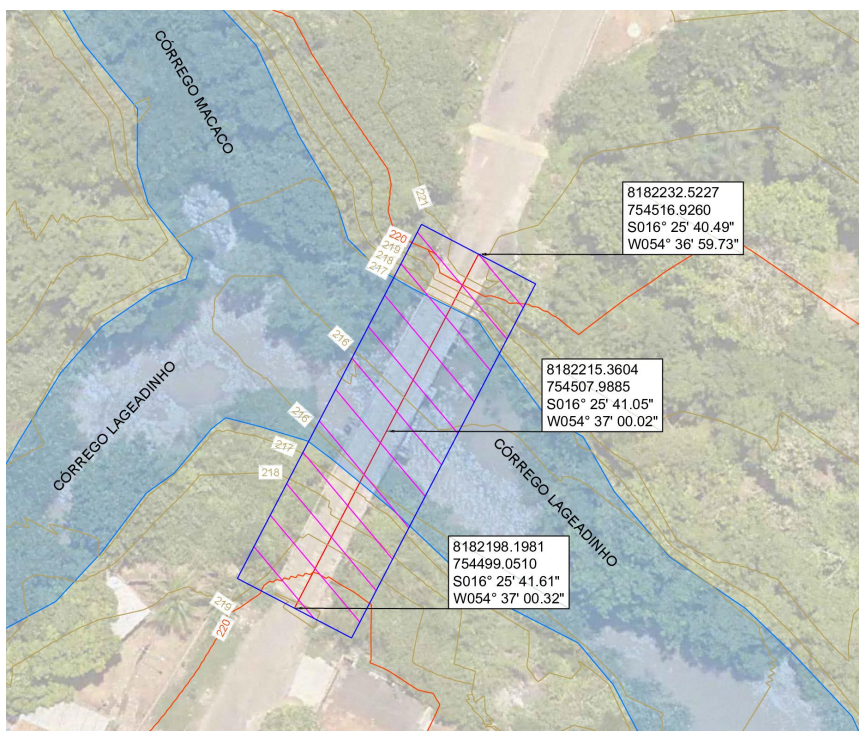 CÓRREGO MACACO
221
8182232.5227
754516.9260
S016° 25' 40.49"
W054° 36' 59.73"
220
219
218
217
216
8182215.3604
754507.9885
S016° 25' 41.05"
W054° 37' 00.02"
CÓRREGO LAGEADINHO
216
217
218
CÓRREGO LAGEADINHO
8182198.1981
754499.0510
S016° 25' 41.61"
W054° 37' 00.32"
219
220